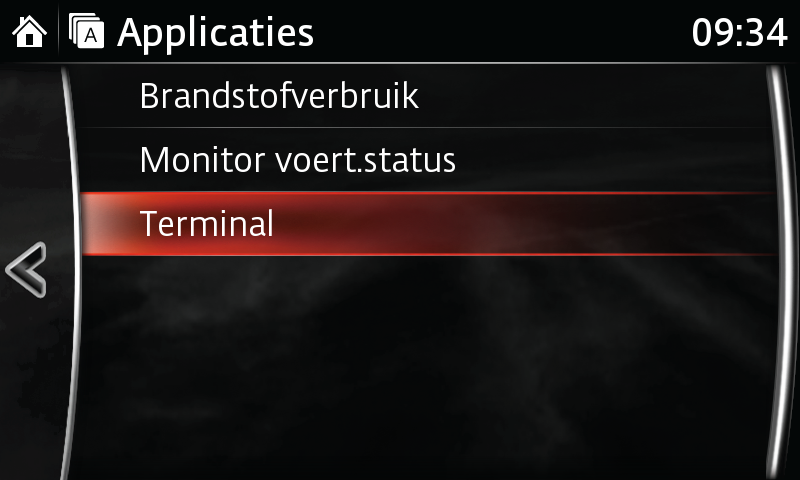 A Applicaties 09:34
Brandstofverbruik
Monitor voert.status
Terminal